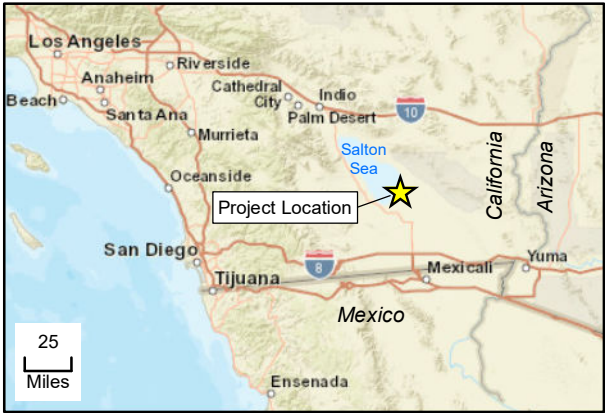 Los Angeles
Riverside
Anaheim
Cathedral
City
Indio
Beach
Santa Ana
Palm Desert
10
Murrieta
Salton
Sea
California
Arizona
Oceanside
Project Location
San Diego
8
Yuma
Tijuana
Mexicali
Mexico
25
Miles
Ensenada